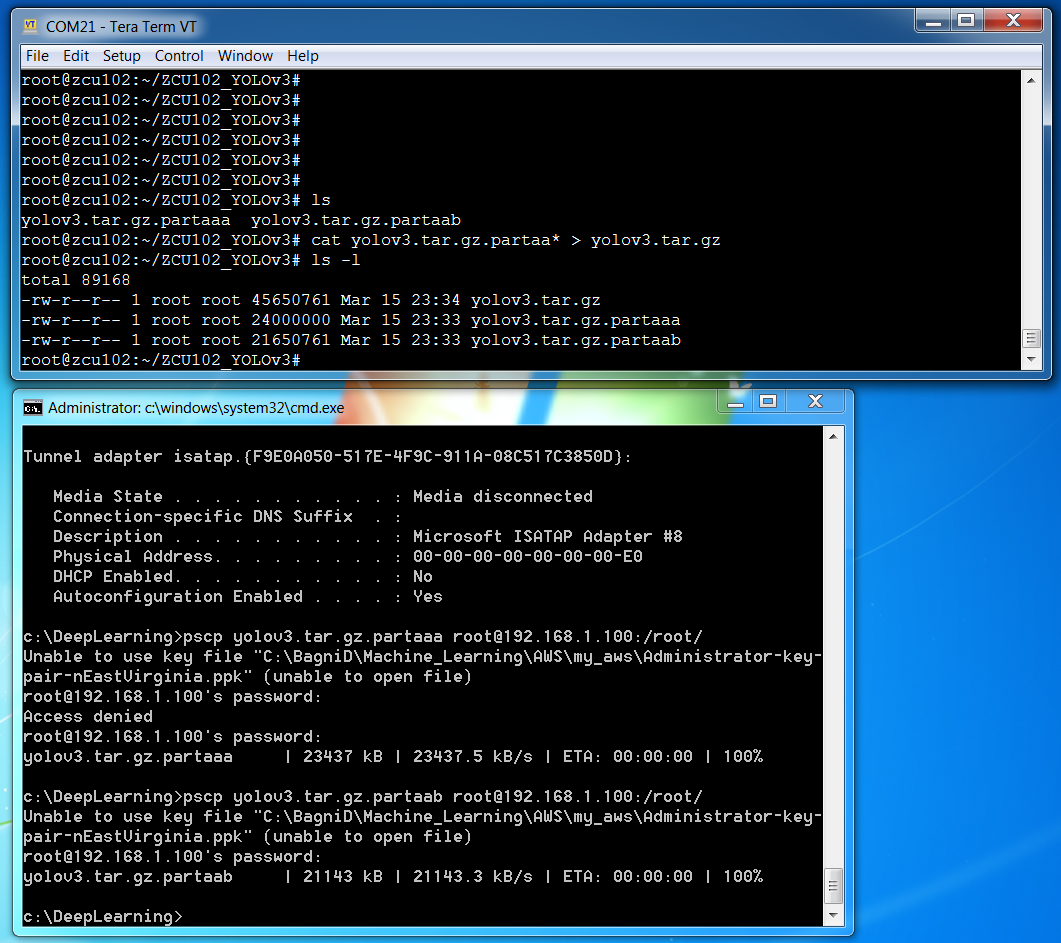 COM21 - Tera Term VT
File Edit Setup Control Window Help
root@zcu102:~/ZCU102_YOLOv3#
root@zcu102:~/ZCU102_YOLOv3#
root@zcu102:~/ZCU102_YOLOv3#
root@zcu102:~/ZCU102_YOLOv3#
root@zcu102:~/ZCU102_YOLOv3#
root@zcu102:~/ZCU102_YOLOv3#
root@zcu102:~/ZCU102_YOLOv3# ls
yolov3.tar.gz.partaaa  yolov3.tar.gz.partaab
root@zcu102:~/ZCU102_YOLOv3# cat yolov3.tar.gz.partaa* > yolov3.tar.gz
root@zcu102:~/ZCU102_YOLOv3# ls -l
total 89168
-rw-r--r-- 1 root root 45650761 Mar 15 23:34 yolov3.tar.gz
-rw-r--r-- 1 root root 24000000 Mar 15 23:33 yolov3.tar.gz.partaaa
-rw-r--r-- 1 root root 21650761 Mar 15 23:33 yolov3.tar.gz.partaab
root@zcu102:~/ZCU102_YOLOv3#
Administrator: c:\windows\system32\cmd.exe
Tunnel adapter isatap.{F9E0A050-517E-4F9C-911A-08C517C3850D}:
Media State . . . . . . . . . . . : Media disconnected
Connection-specific DNS Suffix  . :
Description . . . . . . . . . . . : Microsoft ISATAP Adapter #8
Physical Address. . . . . . . . . : 00-00-00-00-00-00-00-E0
DHCP Enabled. . . . . . . . . . . : No
Autoconfiguration Enabled . . . . : Yes
c:\DeepLearning>pscp yolov3.tar.gz.partaaa root@192.168.1.100:/root/
Unable to use key file "C:\BagniD\Machine_Learning\AWS\my_aws\Administrator-key-
pair-nEastVirginia.ppk" (unable to open file)
root@192.168.1.100's password:
Access denied
root@192.168.1.100's password:
yolov3.tar.gz.partaaa     | 23437 kB | 23437.5 kB/s | ETA: 00:00:00 | 100%
c:\DeepLearning>pscp yolov3.tar.gz.partaab root@192.168.1.100:/root/
Unable to use key file "C:\BagniD\Machine_Learning\AWS\my_aws\Administrator-key-
pair-nEastVirginia.ppk" (unable to open file)
root@192.168.1.100's password:
yolov3.tar.gz.partaab     | 21143 kB | 21143.3 kB/s | ETA: 00:00:00 | 100%
c:\DeepLearning>